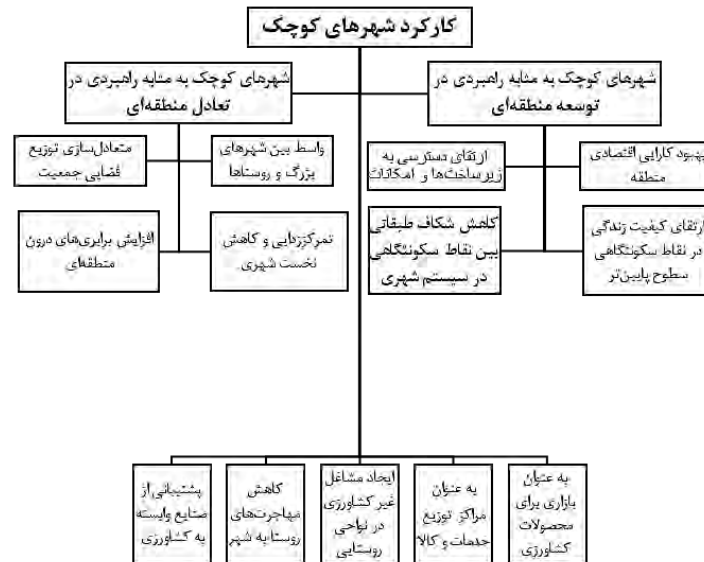 کارکرد شهرهای کوچک
شهرهای کوچک به مثابه راهبردی در
توسعه منطقه‌ای
شهرهای کوچک به مثابه راهبردی در
تعادل منطقه‌ای
بهبود کارایی اقتصادی
منطقه
ارتقای دسترسی به
زیرساخت‌ها و امکانات
واسط بین شهرهای
بزرگ و روستاها
متعادل‌سازی توزیع
فضایی جمعیت
ارتقای کیفیت زندگی
در نقاط سکونتگاهی
سطوح پایین‌تر
کاهش شکاف طبقاتی
بین نقاط سکونتگاهی
در سیستم شهری
تمرکززدایی و کاهش
نخست شهری
افزایش برابری‌های درون
منطقه‌ای
به عنوان
بازاری برای
محصولات
کشاورزی
به عنوان
مراکز توزیع
خدمات و کالا
ایجاد مشاغل
غیر کشاورزی
در نواحی
روستایی
کاهش
مهاجرت‌های
روستا به شهر
پشتیبانی از
صنایع وابسته
به کشاورزی